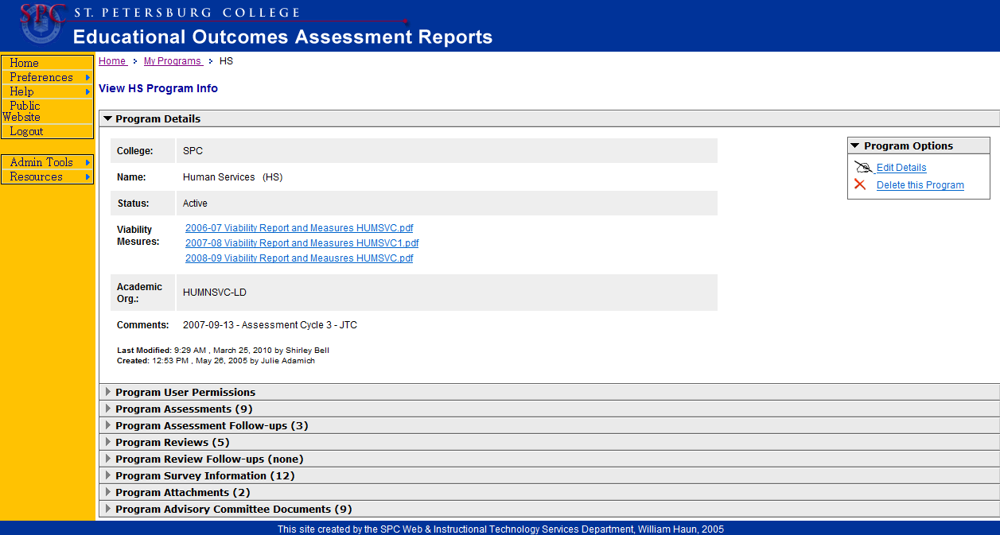 SPC ST. PETERSBURG COLLEGE
Educational Outcomes Assessment Reports
Home
Preferences
Help
Public
Website
Logout
Admin Tools
Resources
Home My Programs HS
View HS Program Info
Program Details
College: SPC
Name: Human Services (HS)
Status: Active
Viability
Mesures:
2006-07 Viability Report and Measures HUMSVC.pdf
2007-08 Viability Report and Measures HUMSVC1.pdf
2008-09 Viability Report and Meausres HUMSVC.pdf
Academic
Org.:
HUMNSVC-LD
Comments: 2007-09-13 - Assessment Cycle 3 - JTC
Last Modified: 9:29 AM , March 25, 2010 by Shirley Bell
Created: 12:53 PM , May 26, 2005 by Julie Adamich
Program Options
Edit Details
Delete this Program
Program User Permissions
Program Assessments (9)
Program Assessment Follow-ups (3)
Program Reviews (5)
Program Review Follow-ups (none)
Program Survey Information (12)
Program Attachments (2)
Program Advisory Committee Documents (9)
This site created by the SPC Web & Instructional Technology Services Department, William Haun, 2005